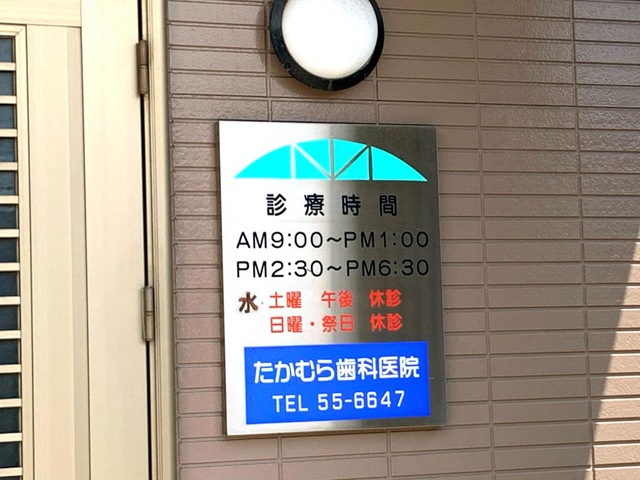 診療時間
AM9:00～PM1:00
PM2:30～PM6:30
水 土曜 午後 休診
日曜・祭日 休診
たかむら歯科医院
TEL 55-6647